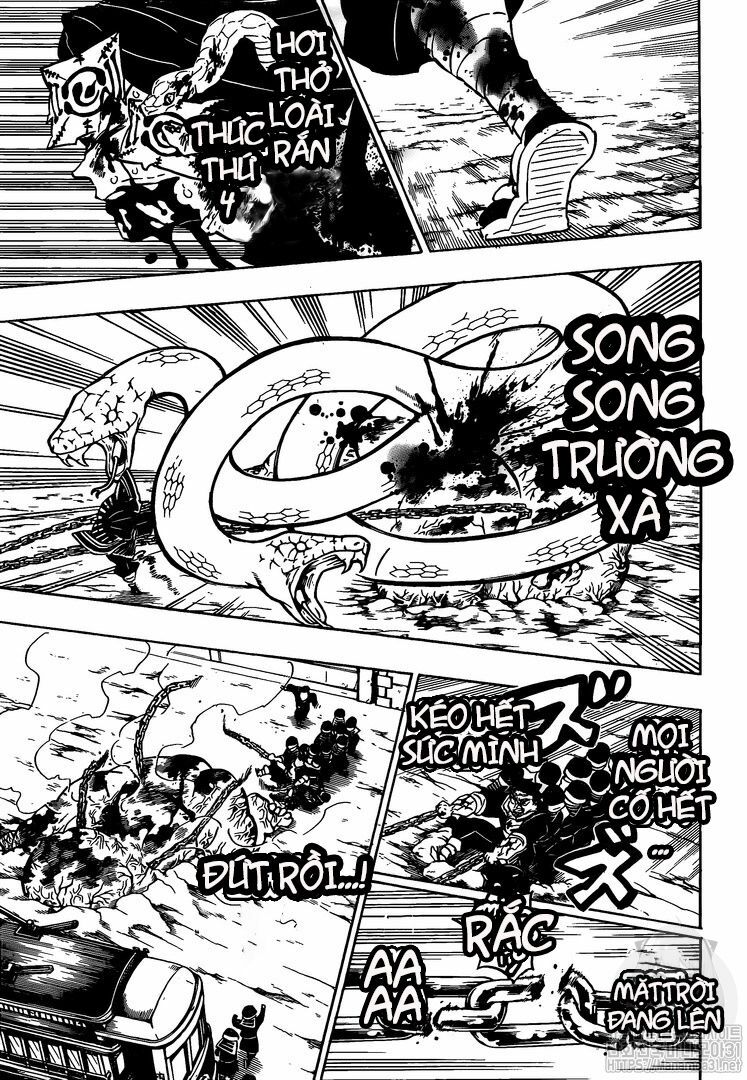 HƠI
THỞ
LOÀI
RẮN
THỨC
THỨ
4
SONG
SONG
TRƯỜNG
XÀ
ズズ
MỌI
NGƯỜI
CỐ HẾT
...
KÉO HẾT
SỨC MÌNH
RẮC
MẶT TRỜI
ĐANG LÊN
AA
AA
ĐỨT RỒI...!